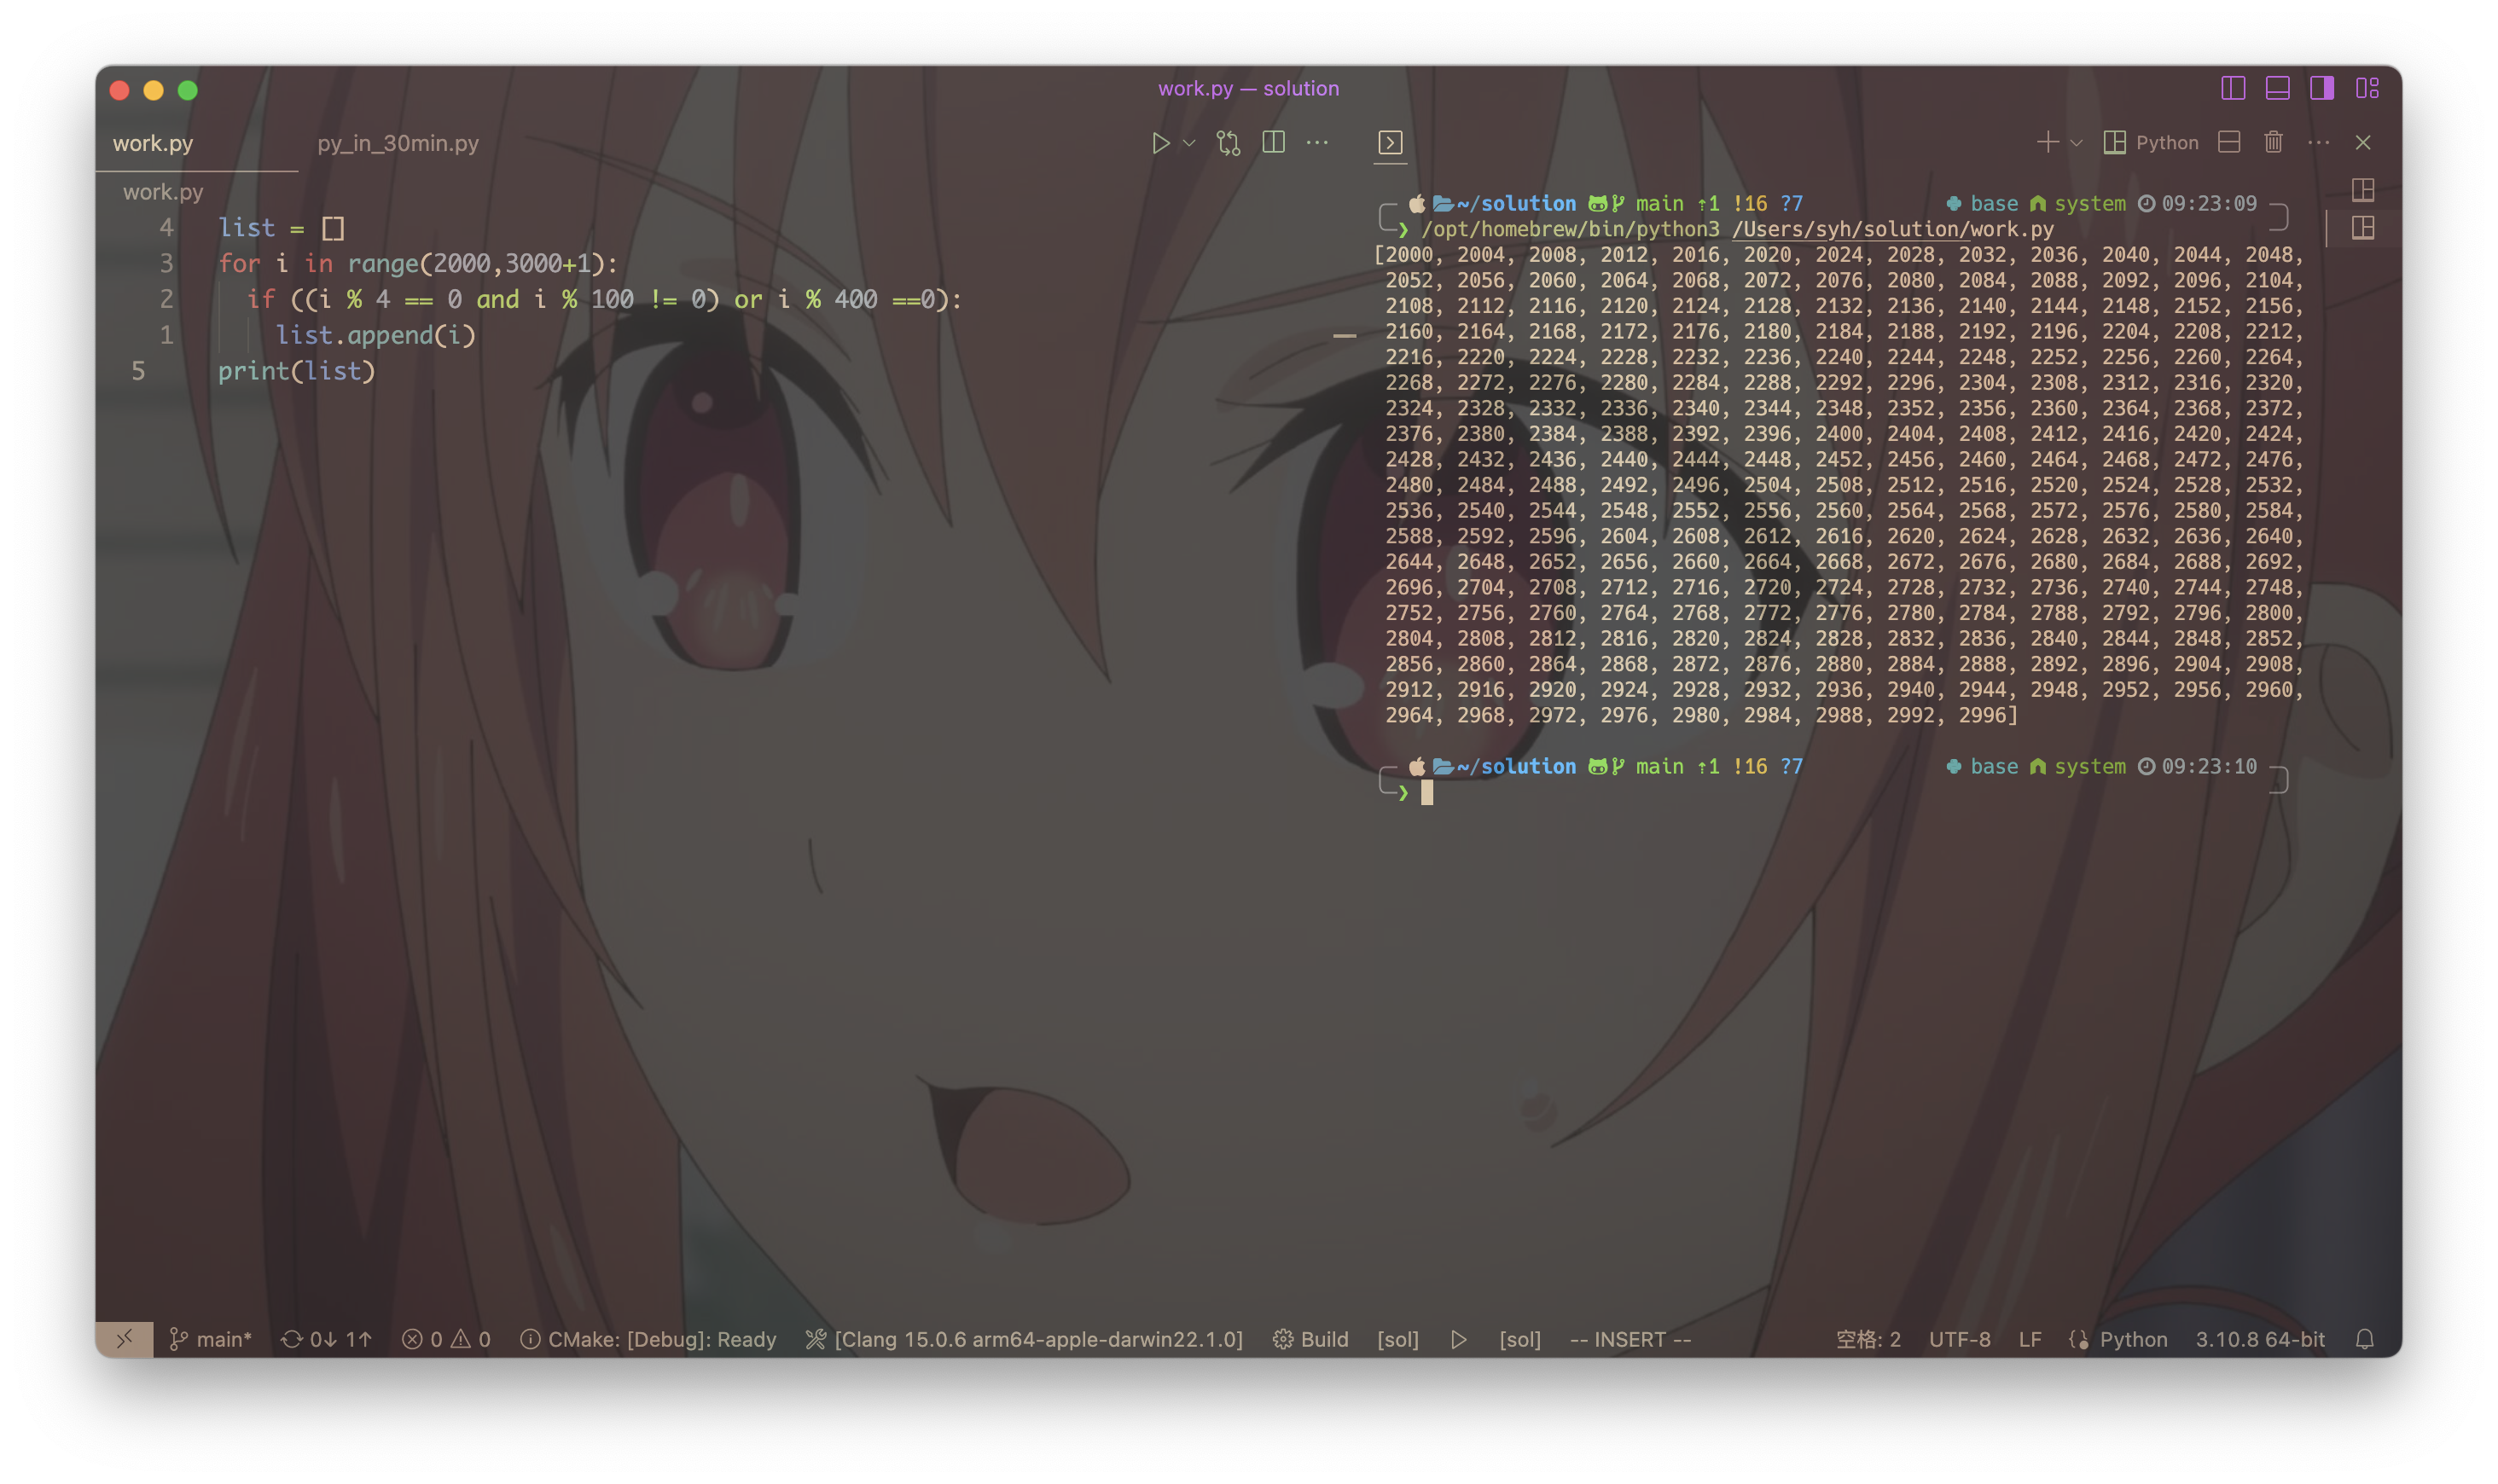 work.py — solution
work.py py_in_30min.py
Python
work.py
4 list = []
3 for i in range(2000,3000+1):
2 if ((i % 4 == 0 and i % 100 != 0) or i % 400 ==0):
1 list.append(i)
5 print(list)
~/solution main ⇡1 !16 ?7 base system 09:23:09
❯ /opt/homebrew/bin/python3 /Users/syh/solution/work.py
[2000, 2004, 2008, 2012, 2016, 2020, 2024, 2028, 2032, 2036, 2040, 2044, 2048,
2052, 2056, 2060, 2064, 2068, 2072, 2076, 2080, 2084, 2088, 2092, 2096, 2104,
2108, 2112, 2116, 2120, 2124, 2128, 2132, 2136, 2140, 2144, 2148, 2152, 2156,
2160, 2164, 2168, 2172, 2176, 2180, 2184, 2188, 2192, 2196, 2204, 2208, 2212,
2216, 2220, 2224, 2228, 2232, 2236, 2240, 2244, 2248, 2252, 2256, 2260, 2264,
2268, 2272, 2276, 2280, 2284, 2288, 2292, 2296, 2304, 2308, 2312, 2316, 2320,
2324, 2328, 2332, 2336, 2340, 2344, 2348, 2352, 2356, 2360, 2364, 2368, 2372,
2376, 2380, 2384, 2388, 2392, 2396, 2400, 2404, 2408, 2412, 2416, 2420, 2424,
2428, 2432, 2436, 2440, 2444, 2448, 2452, 2456, 2460, 2464, 2468, 2472, 2476,
2480, 2484, 2488, 2492, 2496, 2504, 2508, 2512, 2516, 2520, 2524, 2528, 2532,
2536, 2540, 2544, 2548, 2552, 2556, 2560, 2564, 2568, 2572, 2576, 2580, 2584,
2588, 2592, 2596, 2604, 2608, 2612, 2616, 2620, 2624, 2628, 2632, 2636, 2640,
2644, 2648, 2652, 2656, 2660, 2664, 2668, 2672, 2676, 2680, 2684, 2688, 2692,
2696, 2704, 2708, 2712, 2716, 2720, 2724, 2728, 2732, 2736, 2740, 2744, 2748,
2752, 2756, 2760, 2764, 2768, 2772, 2776, 2780, 2784, 2788, 2792, 2796, 2800,
2804, 2808, 2812, 2816, 2820, 2824, 2828, 2832, 2836, 2840, 2844, 2848, 2852,
2856, 2860, 2864, 2868, 2872, 2876, 2880, 2884, 2888, 2892, 2896, 2904, 2908,
2912, 2916, 2920, 2924, 2928, 2932, 2936, 2940, 2944, 2948, 2952, 2956, 2960,
2964, 2968, 2972, 2976, 2980, 2984, 2988, 2992, 2996]
~/solution main ⇡1 !16 ?7 base system 09:23:10
❯
main* 0↓ 1↑ 0 0 CMake: [Debug]: Ready [Clang 15.0.6 arm64-apple-darwin22.1.0] Build [sol] [sol] -- INSERT -- 空格: 2 UTF-8 LF Python 3.10.8 64-bit